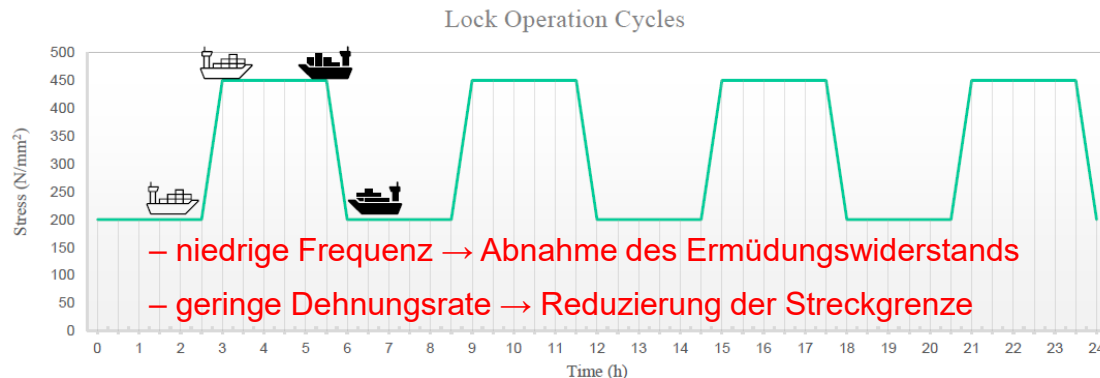 Lock Operation Cycles
500
450
400
350
300
250
200
150
100
50
0
Stress (N/mm²)
– niedrige Frequenz → Abnahme des Ermüdungswiderstands
– geringe Dehnungsrate → Reduzierung der Streckgrenze
0 1 2 3 4 5 6 7 8 9 10 11 12 13 14 15 16 17 18 19 20 21 22 23 24
Time (h)